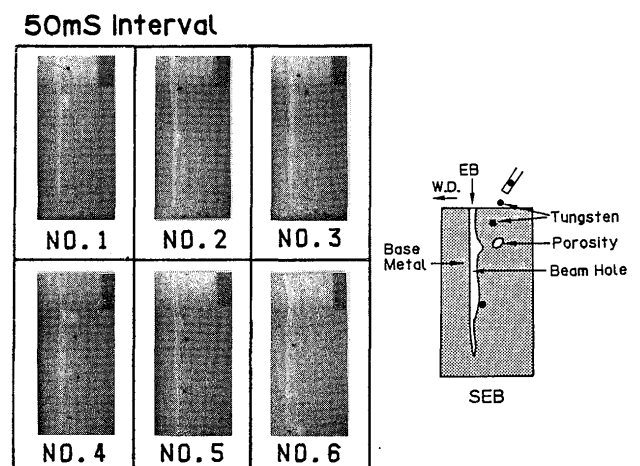 50mS Interval
NO.1 NO.2 NO.3
NO.4 NO.5 NO.6
EB
W.D.
Tungsten
Porosity
Base
Metal
Beam Hole
SEB